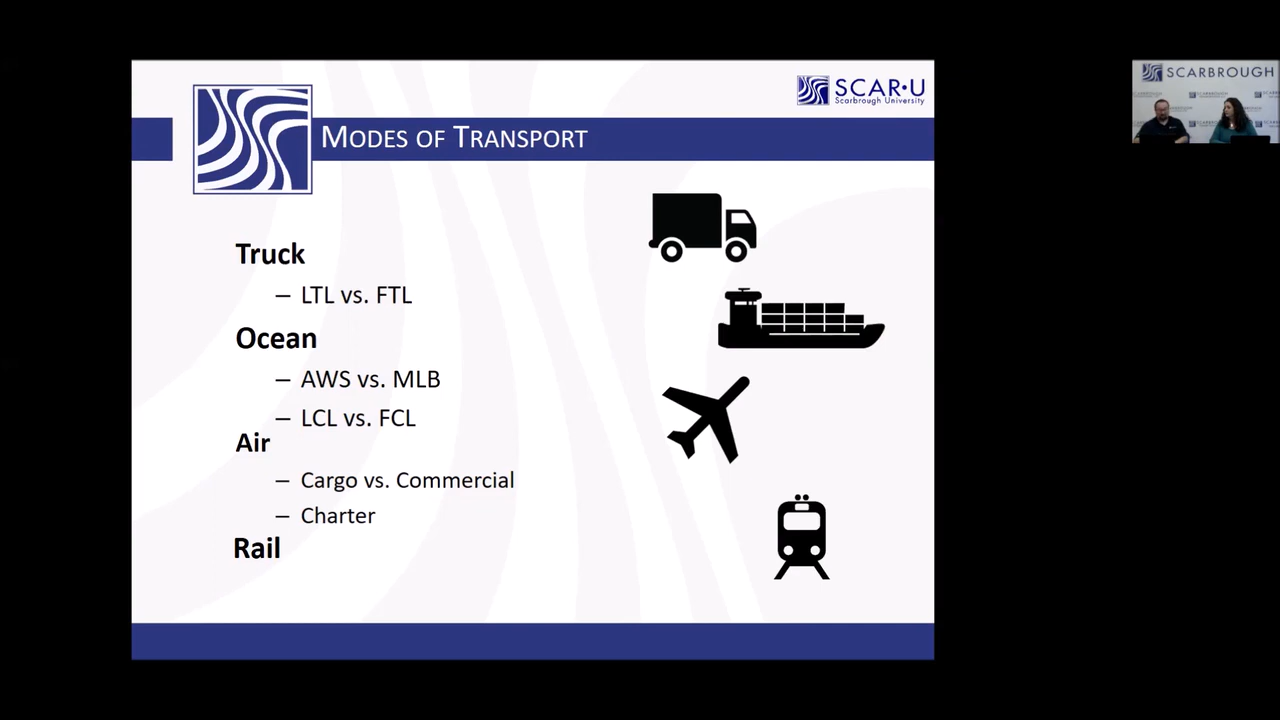 SCAR·U
Scarbrough University
MODES OF TRANSPORT
Truck
– LTL vs. FTL
Ocean
– AWS vs. MLB
– LCL vs. FCL
Air
– Cargo vs. Commercial
– Charter
Rail
SCARBROUGH
SCARBROUGH